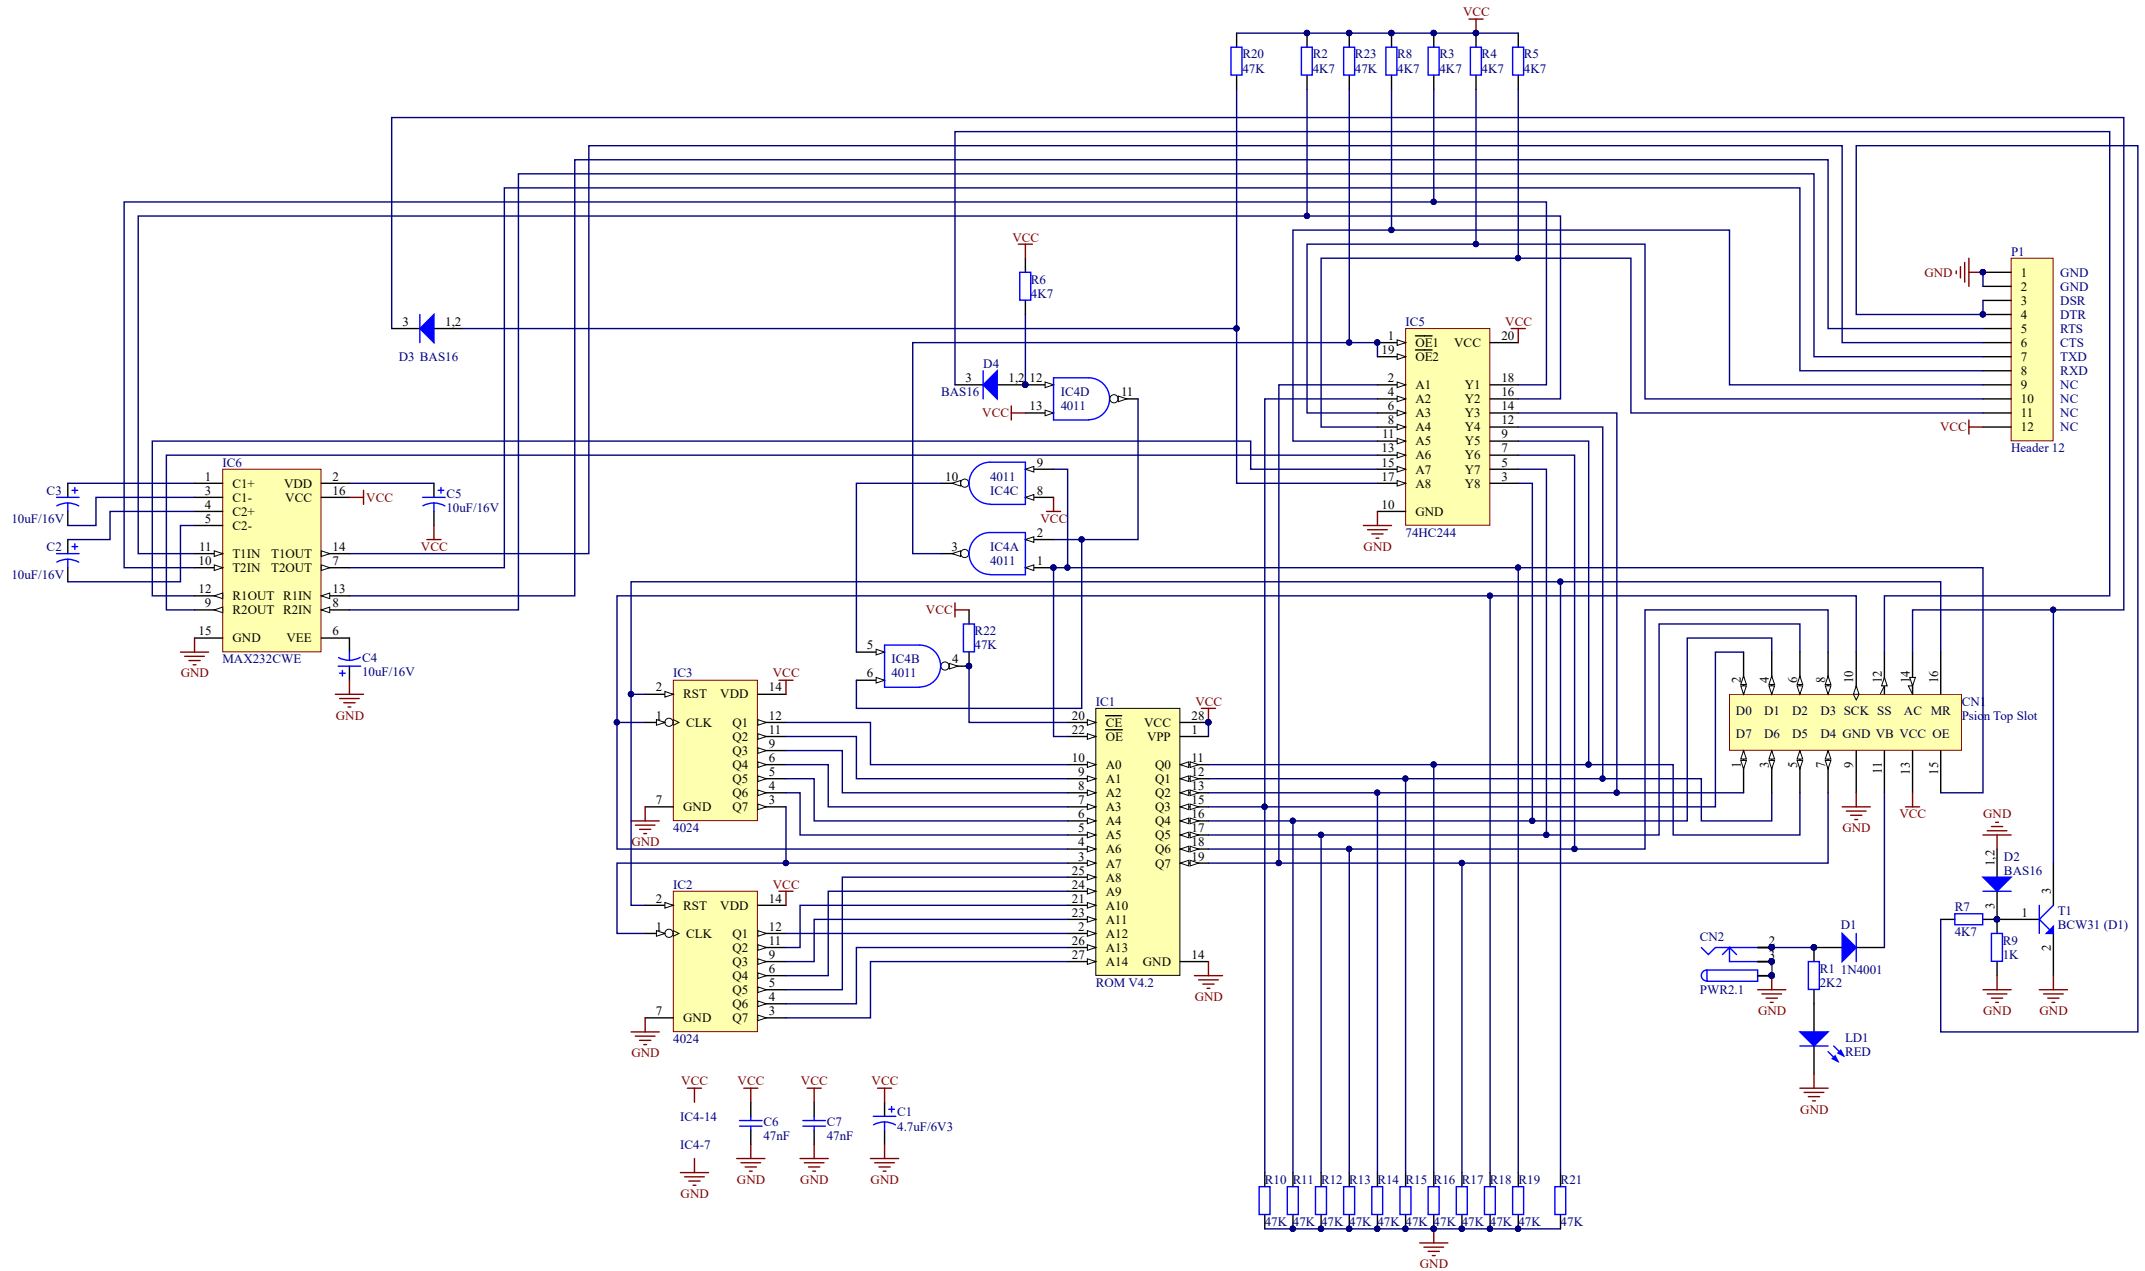 VCC
R20 R2 R23 R8 R3 R4 R5
47K 4K7 47K 4K7 4K7 4K7 4K7
VCC
R6
4K7
3 1,2
D3 BAS16
D4
BAS16
3 1,2 12
VCC 13
IC4D
4011
11
IC5
1 OE1 VCC 20 VCC
19 OE2
2 A1 Y1 18
4 A2 Y2 16
6 A3 Y3 14
8 A4 Y4 12
11 A5 Y5 9
13 A6 Y6 7
15 A7 Y7 5
17 A8 Y8 3
10 GND
74HC244
GND
P1
GND 1 GND
2 GND
3 DSR
4 DTR
5 RTS
6 CTS
7 TXD
8 RXD
9 NC
10 NC
11 NC
VCC 12 NC
Header 12
IC6
1 C1+ VDD 2
3 C1- VCC 16 VCC
4 C2+
5 C2-
11 T1IN T1OUT 14
10 T2IN T2OUT 7
12 R1OUT R1IN 13
9 R2OUT R2IN 8
15 GND VEE 6
MAX232CWE
GND
C3 +
10uF/16V
C2 +
10uF/16V
+ C5
10uF/16V
VCC
C4
+ 10uF/16V
GND
10 4011 9
IC4C 8
VCC
3 IC4A 2
4011 1
VCC
R22
47K
5 IC4B 4
6 4011
IC3
2 RST VDD 14 VCC
1 CLK Q1 12
Q2 11
Q3 9
Q4 6
Q5 5
Q6 4
7 GND Q7 3
4024
GND
IC2
2 RST VDD 14 VCC
1 CLK Q1 12
Q2 11
Q3 9
Q4 6
Q5 5
Q6 4
7 GND Q7 3
4024
GND
IC1
20 CE VCC 28 VCC
22 OE VPP 1
10 A0 Q0 11
9 A1 Q1 12
8 A2 Q2 13
7 A3 Q3 15
6 A4 Q4 16
5 A5 Q5 17
4 A6 Q6 18
3 A7 Q7 19
25 A8
24 A9
21 A10
23 A11
2 A12
26 A13
27 A14 GND 14
ROM V4.2
GND
2 4 6 8 10 12 14 16
D0 D1 D2 D3 SCK SS AC MR
D7 D6 D5 D4 GND VB VCC OE
1 3 5 7 9 11 13 15
CN1
Psion Top Slot
GND VCC
GND
1,2 D2
BAS16
3
R7
4K7
R9
1K
GND
1 3 2
T1
BCW31 (D1)
GND
CN2
2
3
1
PWR2.1
GND
R1
2K2
D1
1N4001
LD1
RED
GND
VCC VCC VCC VCC
IC4-14
IC4-7
GND
C6
47nF
GND
C7
47nF
GND
+ C1
4.7uF/6V3
GND
R10 R11 R12 R13 R14 R15 R16 R17 R18 R19 R21
47K 47K 47K 47K 47K 47K 47K 47K 47K 47K 47K
GND